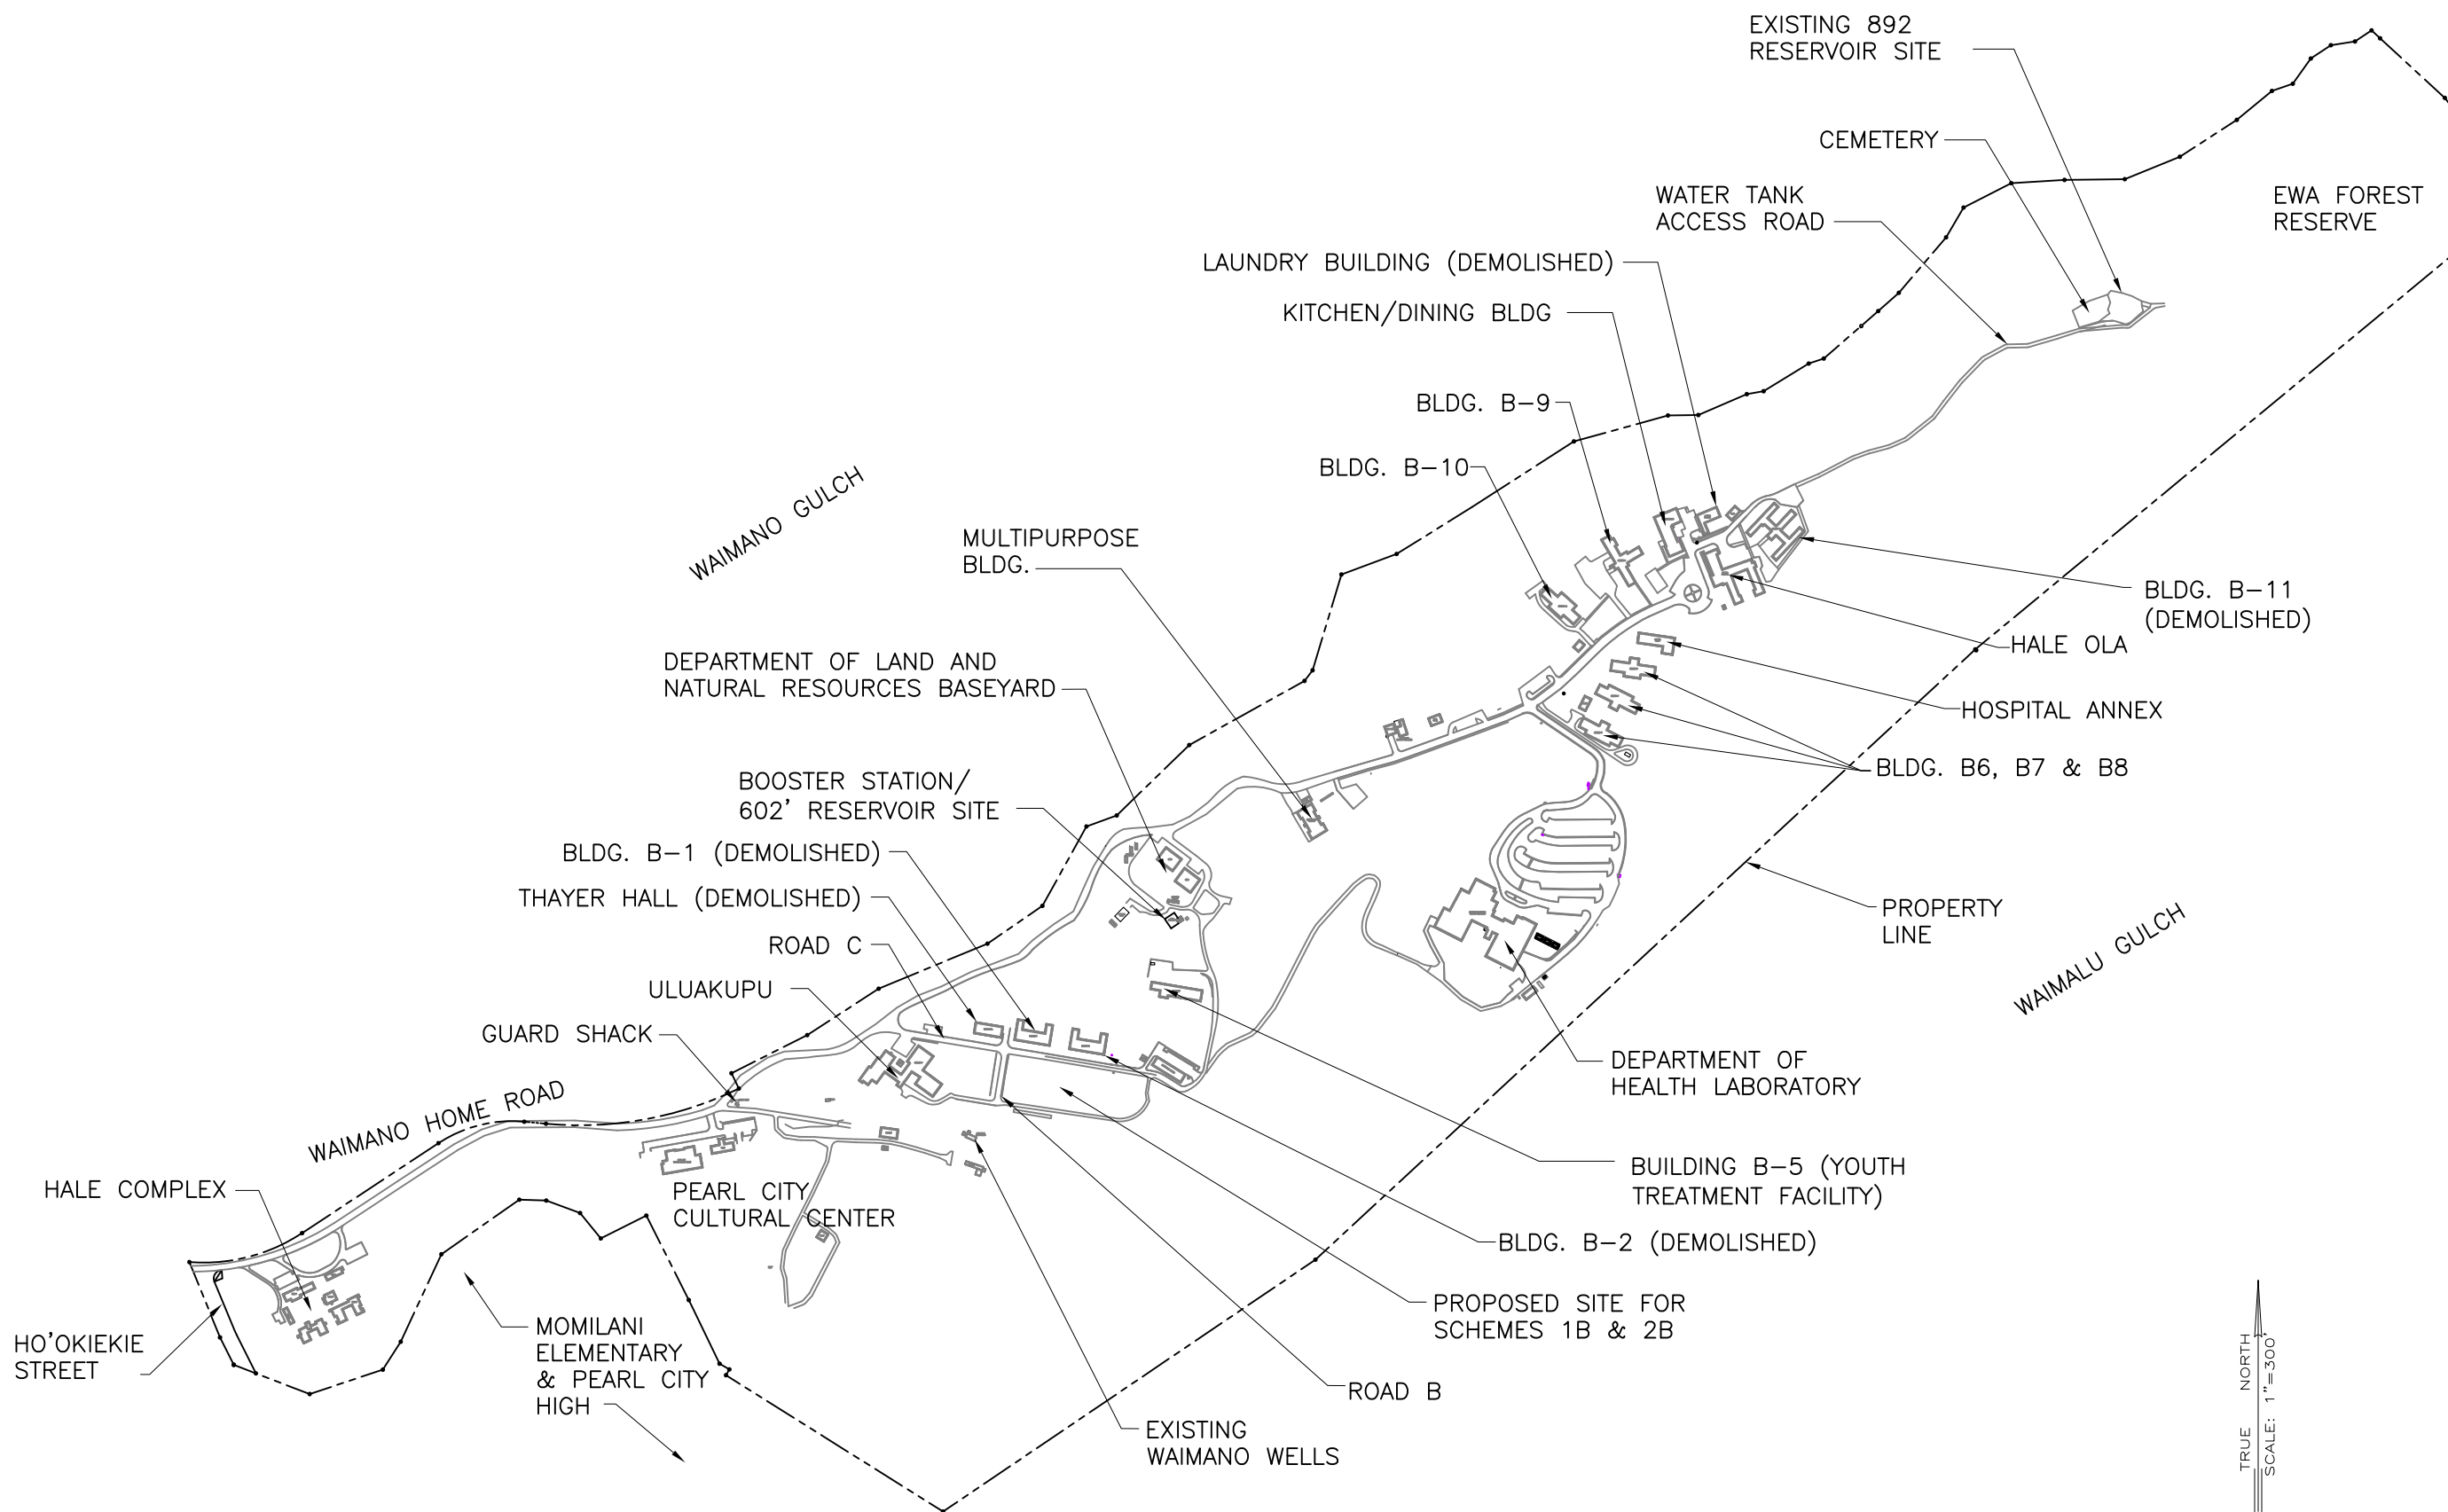 EXISTING 892
RESERVOIR SITE
CEMETERY
WATER TANK
ACCESS ROAD
EWA FOREST
RESERVE
LAUNDRY BUILDING (DEMOLISHED)
KITCHEN/DINING BLDG
BLDG. B-9
BLDG. B-10
WAIMANO GULCH
MULTIPURPOSE
BLDG.
BLDG. B-11
(DEMOLISHED)
HALE OLA
DEPARTMENT OF LAND AND
NATURAL RESOURCES BASEYARD
HOSPITAL ANNEX
BLDG. B6, B7 & B8
BOOSTER STATION/
602' RESERVOIR SITE
BLDG. B-1 (DEMOLISHED)
THAYER HALL (DEMOLISHED)
PROPERTY
LINE
ROAD C
WAIMALU GULCH
ULUAKUPU
GUARD SHACK
DEPARTMENT OF
HEALTH LABORATORY
WAIMANO HOME ROAD
BUILDING B-5 (YOUTH
TREATMENT FACILITY)
HALE COMPLEX
PEARL CITY
CULTURAL CENTER
BLDG. B-2 (DEMOLISHED)
PROPOSED SITE FOR
SCHEMES 1B & 2B
HO'OKIEKIE
STREET
MOMILANI
ELEMENTARY
& PEARL CITY
HIGH
ROAD B
EXISTING
WAIMANO WELLS
TRUE NORTH
SCALE: 1"=300'